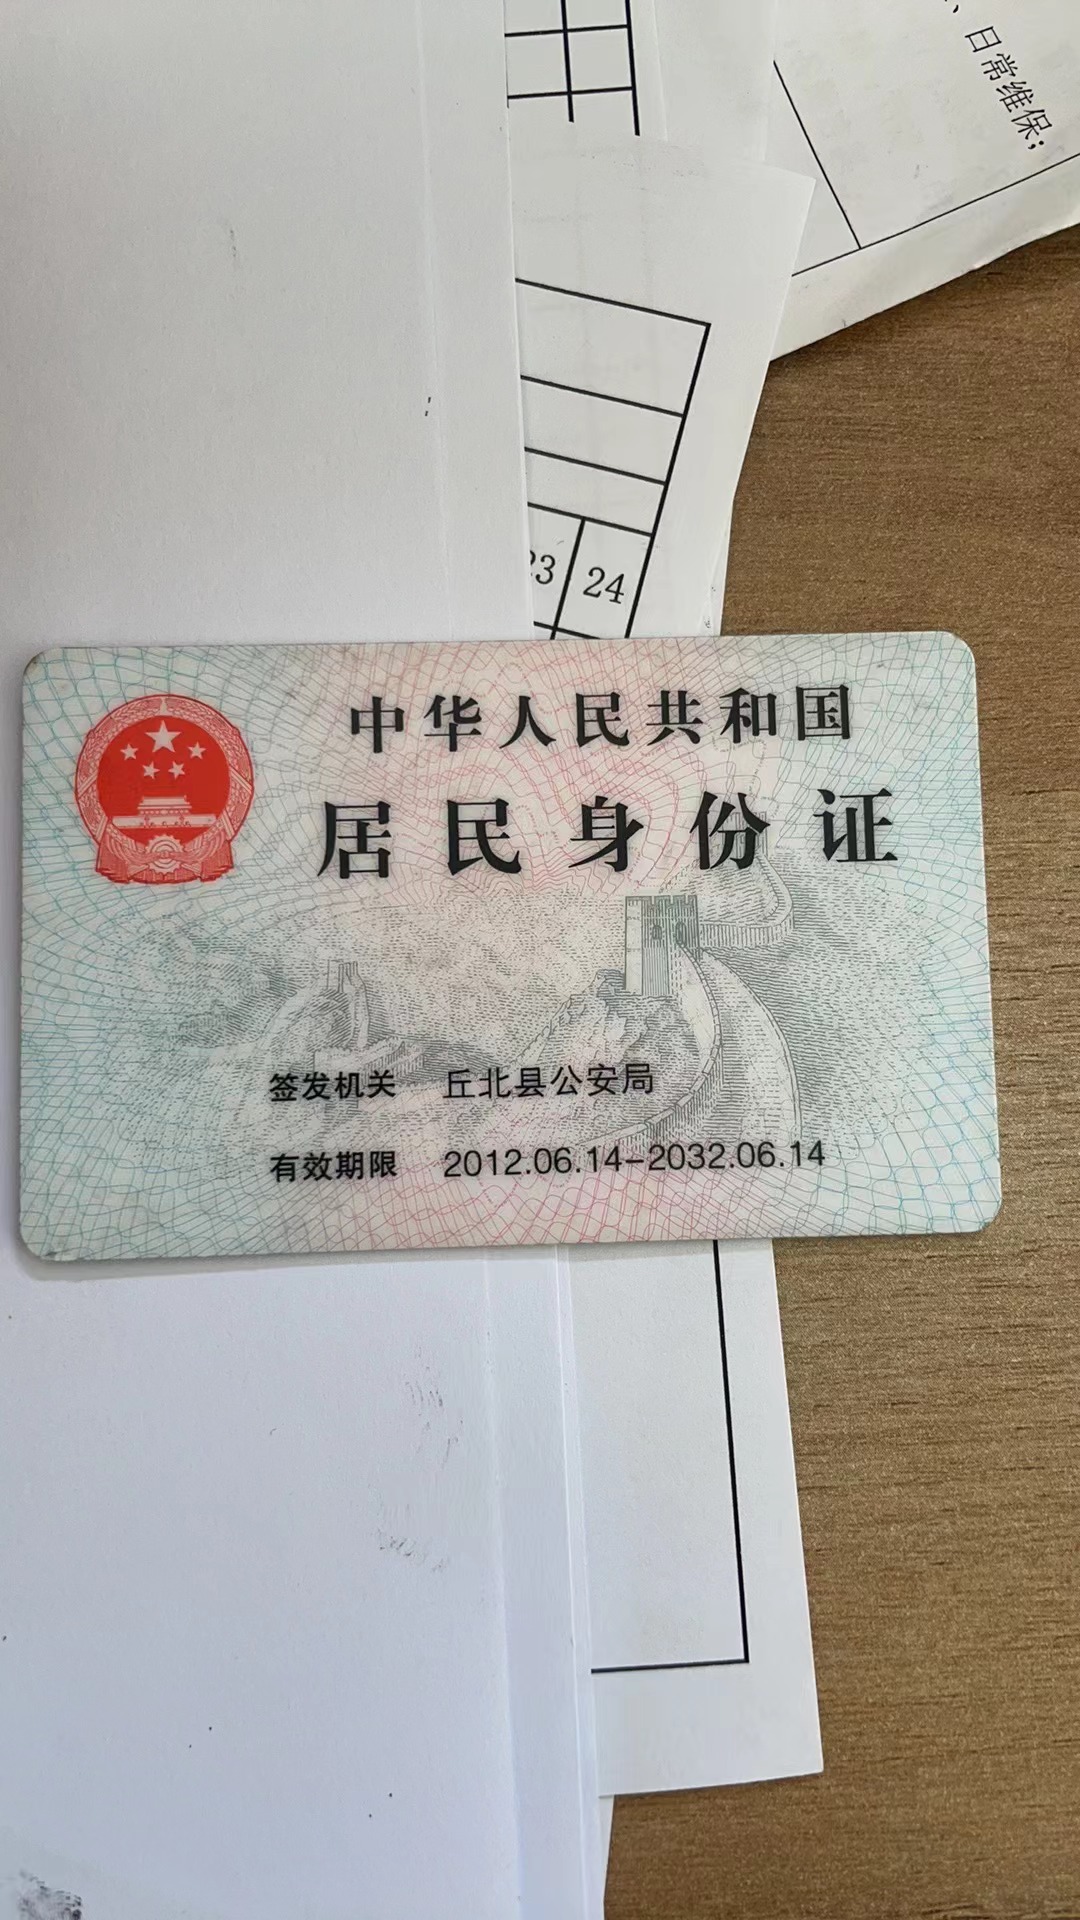 、日常维保;
23 24
中华人民共和国
居民身份证
签发机关 丘北县公安局
有效期限 2012.06.14-2032.06.14